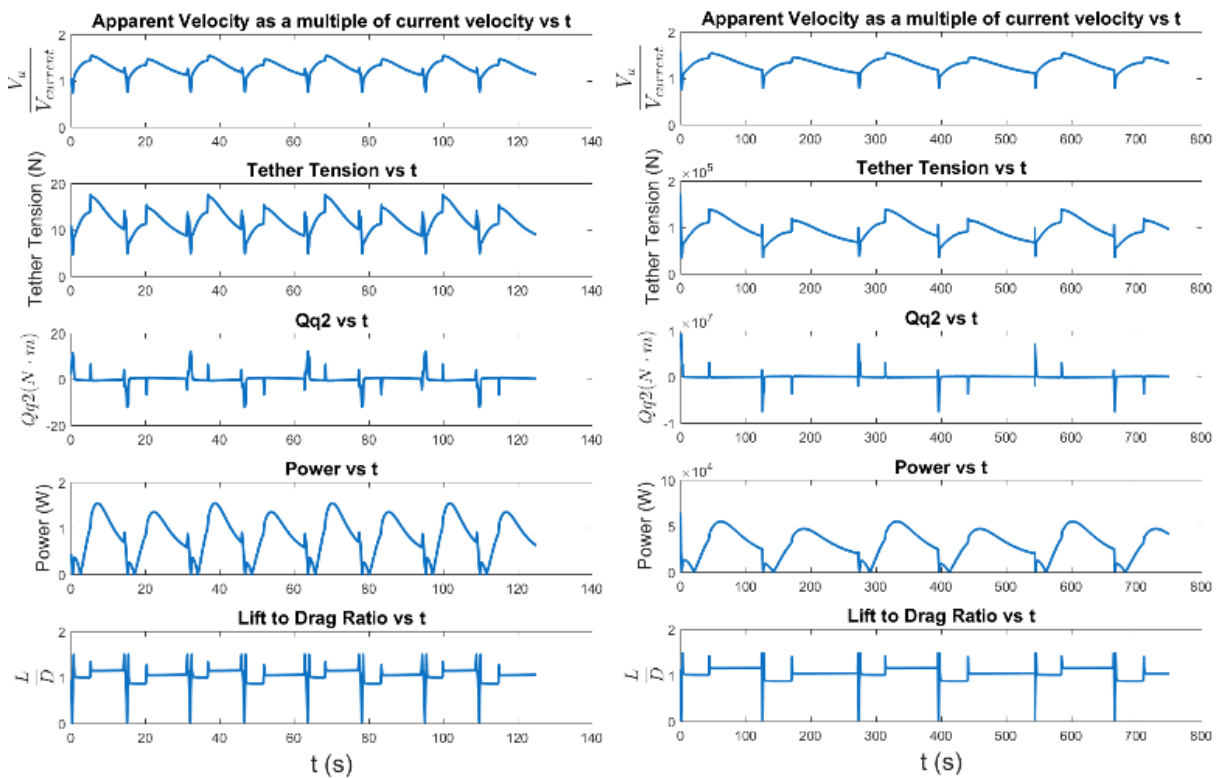 Apparent Velocity as a multiple of current velocity vs t
V_u / V_current
2
1
0
0 20 40 60 80 100 120 140
Tether Tension vs t
Tether Tension (N)
20
10
0
0 20 40 60 80 100 120 140
Qq2 vs t
Qq2(N · m)
20
0
-20
0 20 40 60 80 100 120 140
Power vs t
Power (W)
2
1
0
0 20 40 60 80 100 120 140
Lift to Drag Ratio vs t
L / D
2
1
0
0 20 40 60 80 100 120 140
t (s)
Apparent Velocity as a multiple of current velocity vs t
V_u / V_current
2
1
0
0 100 200 300 400 500 600 700 800
Tether Tension vs t
Tether Tension (N)
×10^5
2
1
0
0 100 200 300 400 500 600 700 800
Qq2 vs t
Qq2(N · m)
×10^7
1
0
-1
0 100 200 300 400 500 600 700 800
Power vs t
Power (W)
×10^4
10
5
0
0 100 200 300 400 500 600 700 800
Lift to Drag Ratio vs t
L / D
2
1
0
0 100 200 300 400 500 600 700 800
t (s)